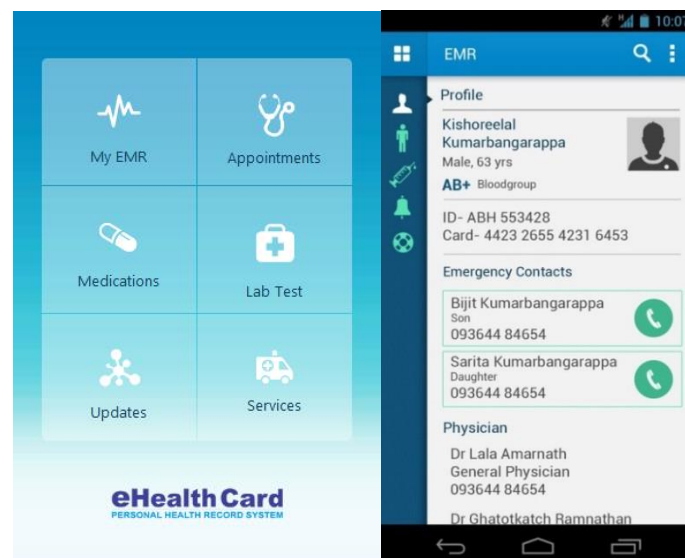 My EMR
Appointments
Medications
Lab Test
Updates
Services
eHealth Card
PERSONAL HEALTH RECORD SYSTEM
10:07
EMR
Profile
Kishoreelal
Kumarbangarappa
Male, 63 yrs
AB+ Bloodgroup
ID- ABH 553428
Card- 4423 2655 4231 6453
Emergency Contacts
Bijit Kumarbangarappa
Son
093644 84654
Sarita Kumarbangarappa
Daughter
093644 84654
Physician
Dr Lala Amarnath
General Physician
093644 84654
Dr Ghatotkatch Ramnathan